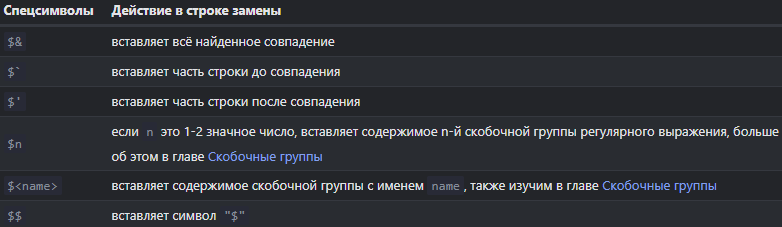 Спецсимволы Действие в строке замены
$& вставляет всё найденное совпадение
$` вставляет часть строки до совпадения
$' вставляет часть строки после совпадения
$n если n это 1-2 значное число, вставляет содержимое n-й скобочной группы регулярного выражения, больше
об этом в главе Скобочные группы
$<name> вставляет содержимое скобочной группы с именем name, также изучим в главе Скобочные группы
$$ вставляет символ "$"